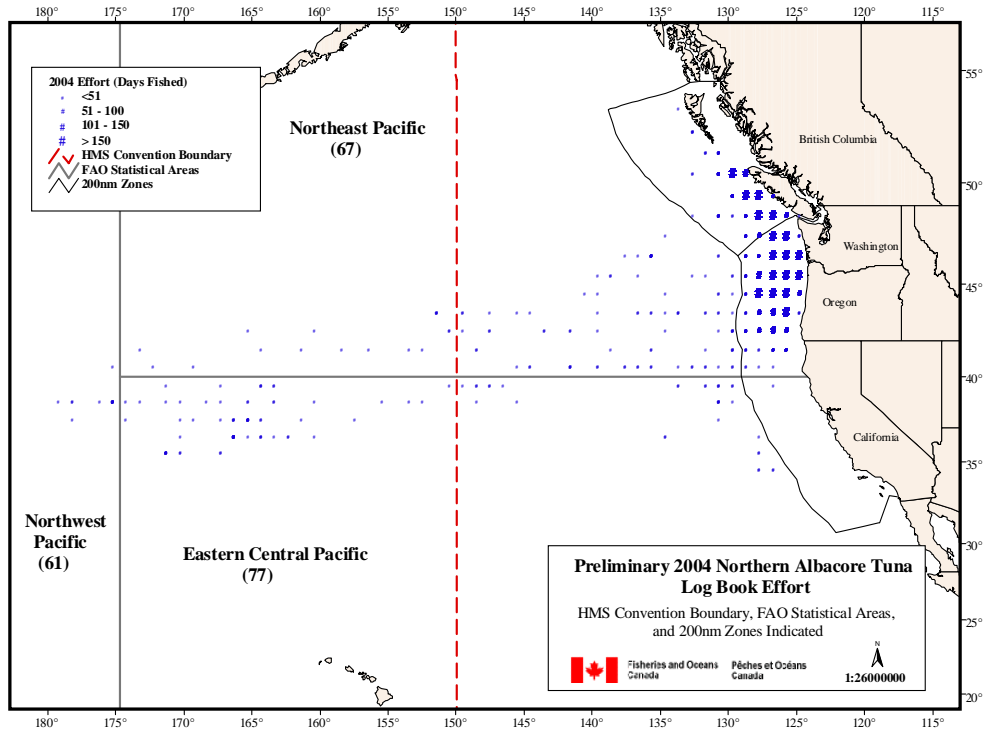 180° 175° 170° 165° 160° 155° 150° 145° 140° 135° 130° 125° 120° 115°
2004 Effort (Days Fished)
<51
51 - 100
101 - 150
> 150
HMS Convention Boundary
FAO Statistical Areas
200nm Zones
Northeast Pacific
(67)
British Columbia
Washington
Oregon
California
55°
50°
45°
40°
35°
30°
25°
20°
Northwest
Pacific
(61)
Eastern Central Pacific
(77)
Preliminary 2004 Northern Albacore Tuna
Log Book Effort
HMS Convention Boundary, FAO Statistical Areas,
and 200nm Zones Indicated
Fisheries and Oceans Pêches et Océans
Canada Canada
N
1:26000000
180° 175° 170° 165° 160° 155° 150° 145° 140° 135° 130° 125° 120° 115°